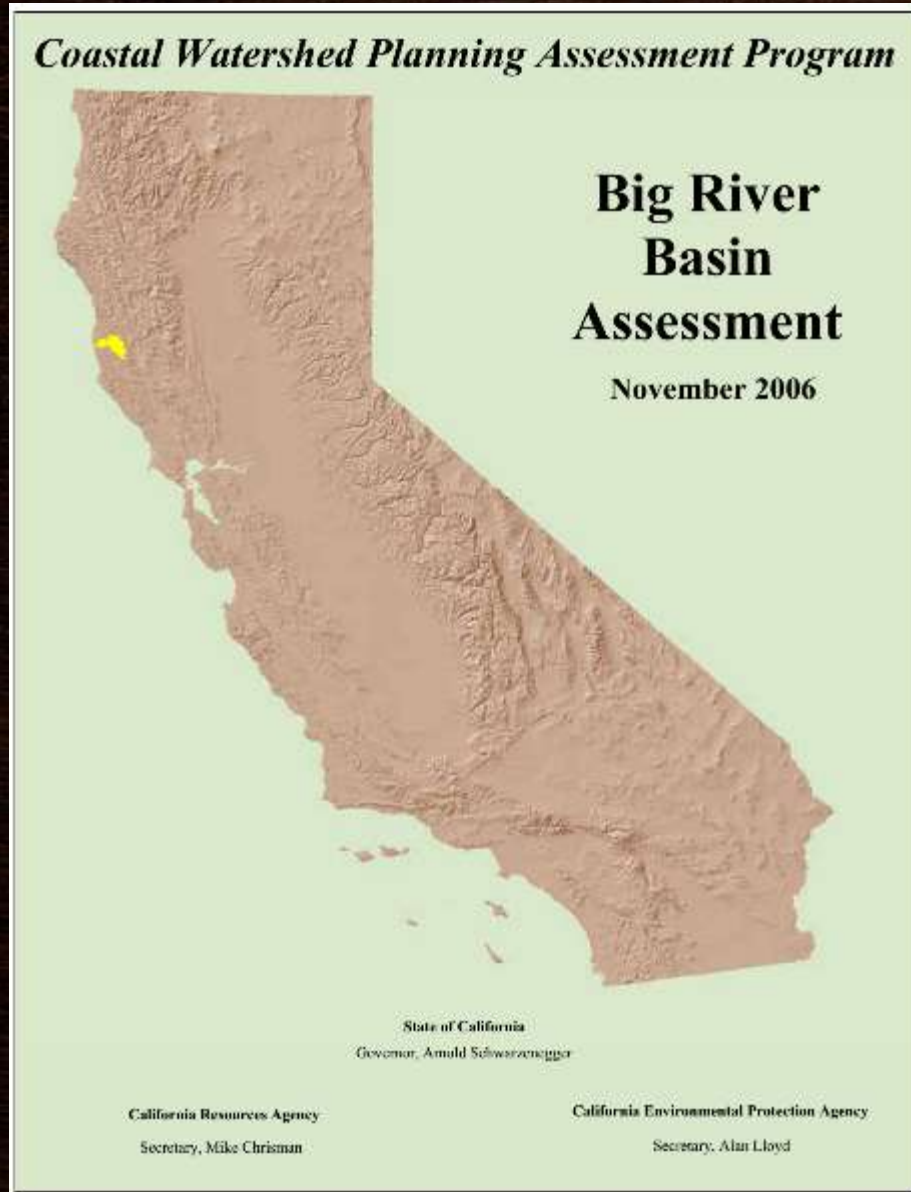 Coastal Watershed Planning Assessment Program
Big River
Basin
Assessment
November 2006
State of California
Governor, Arnold Schwarzenegger
California Resources Agency
Secretary, Mike Chrisman
California Environmental Protection Agency
Secretary, Alan Lloyd